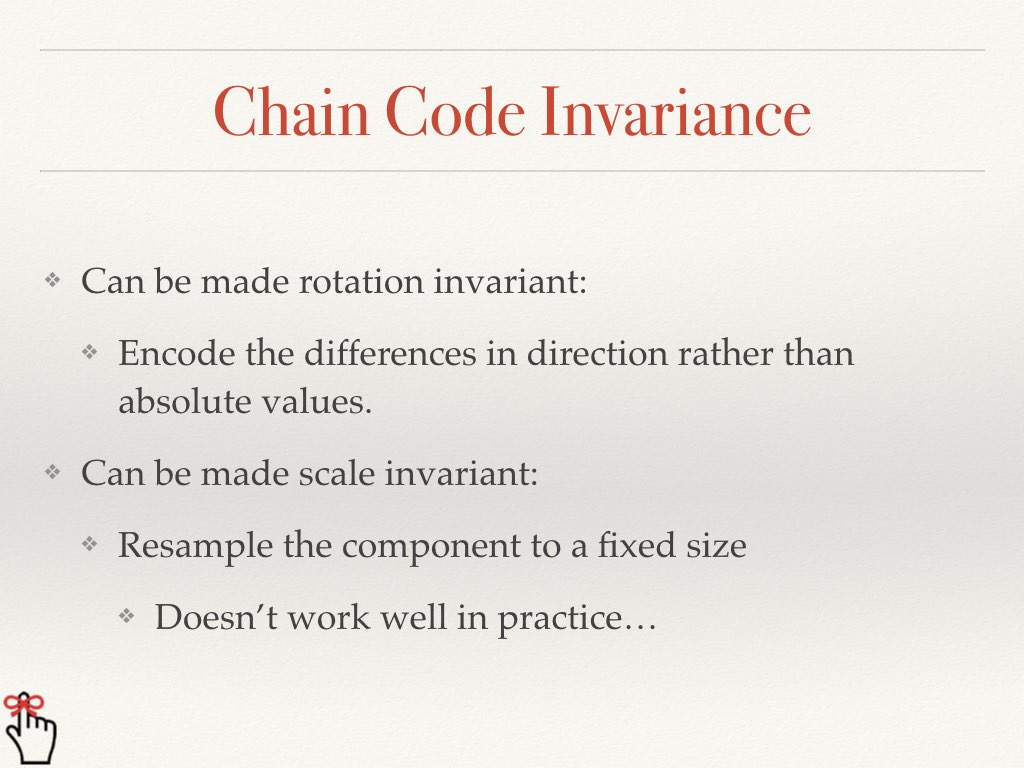 Chain Code Invariance
❖ Can be made rotation invariant:
❖ Encode the differences in direction rather than
absolute values.
❖ Can be made scale invariant:
❖ Resample the component to a fixed size
❖ Doesn’t work well in practice…